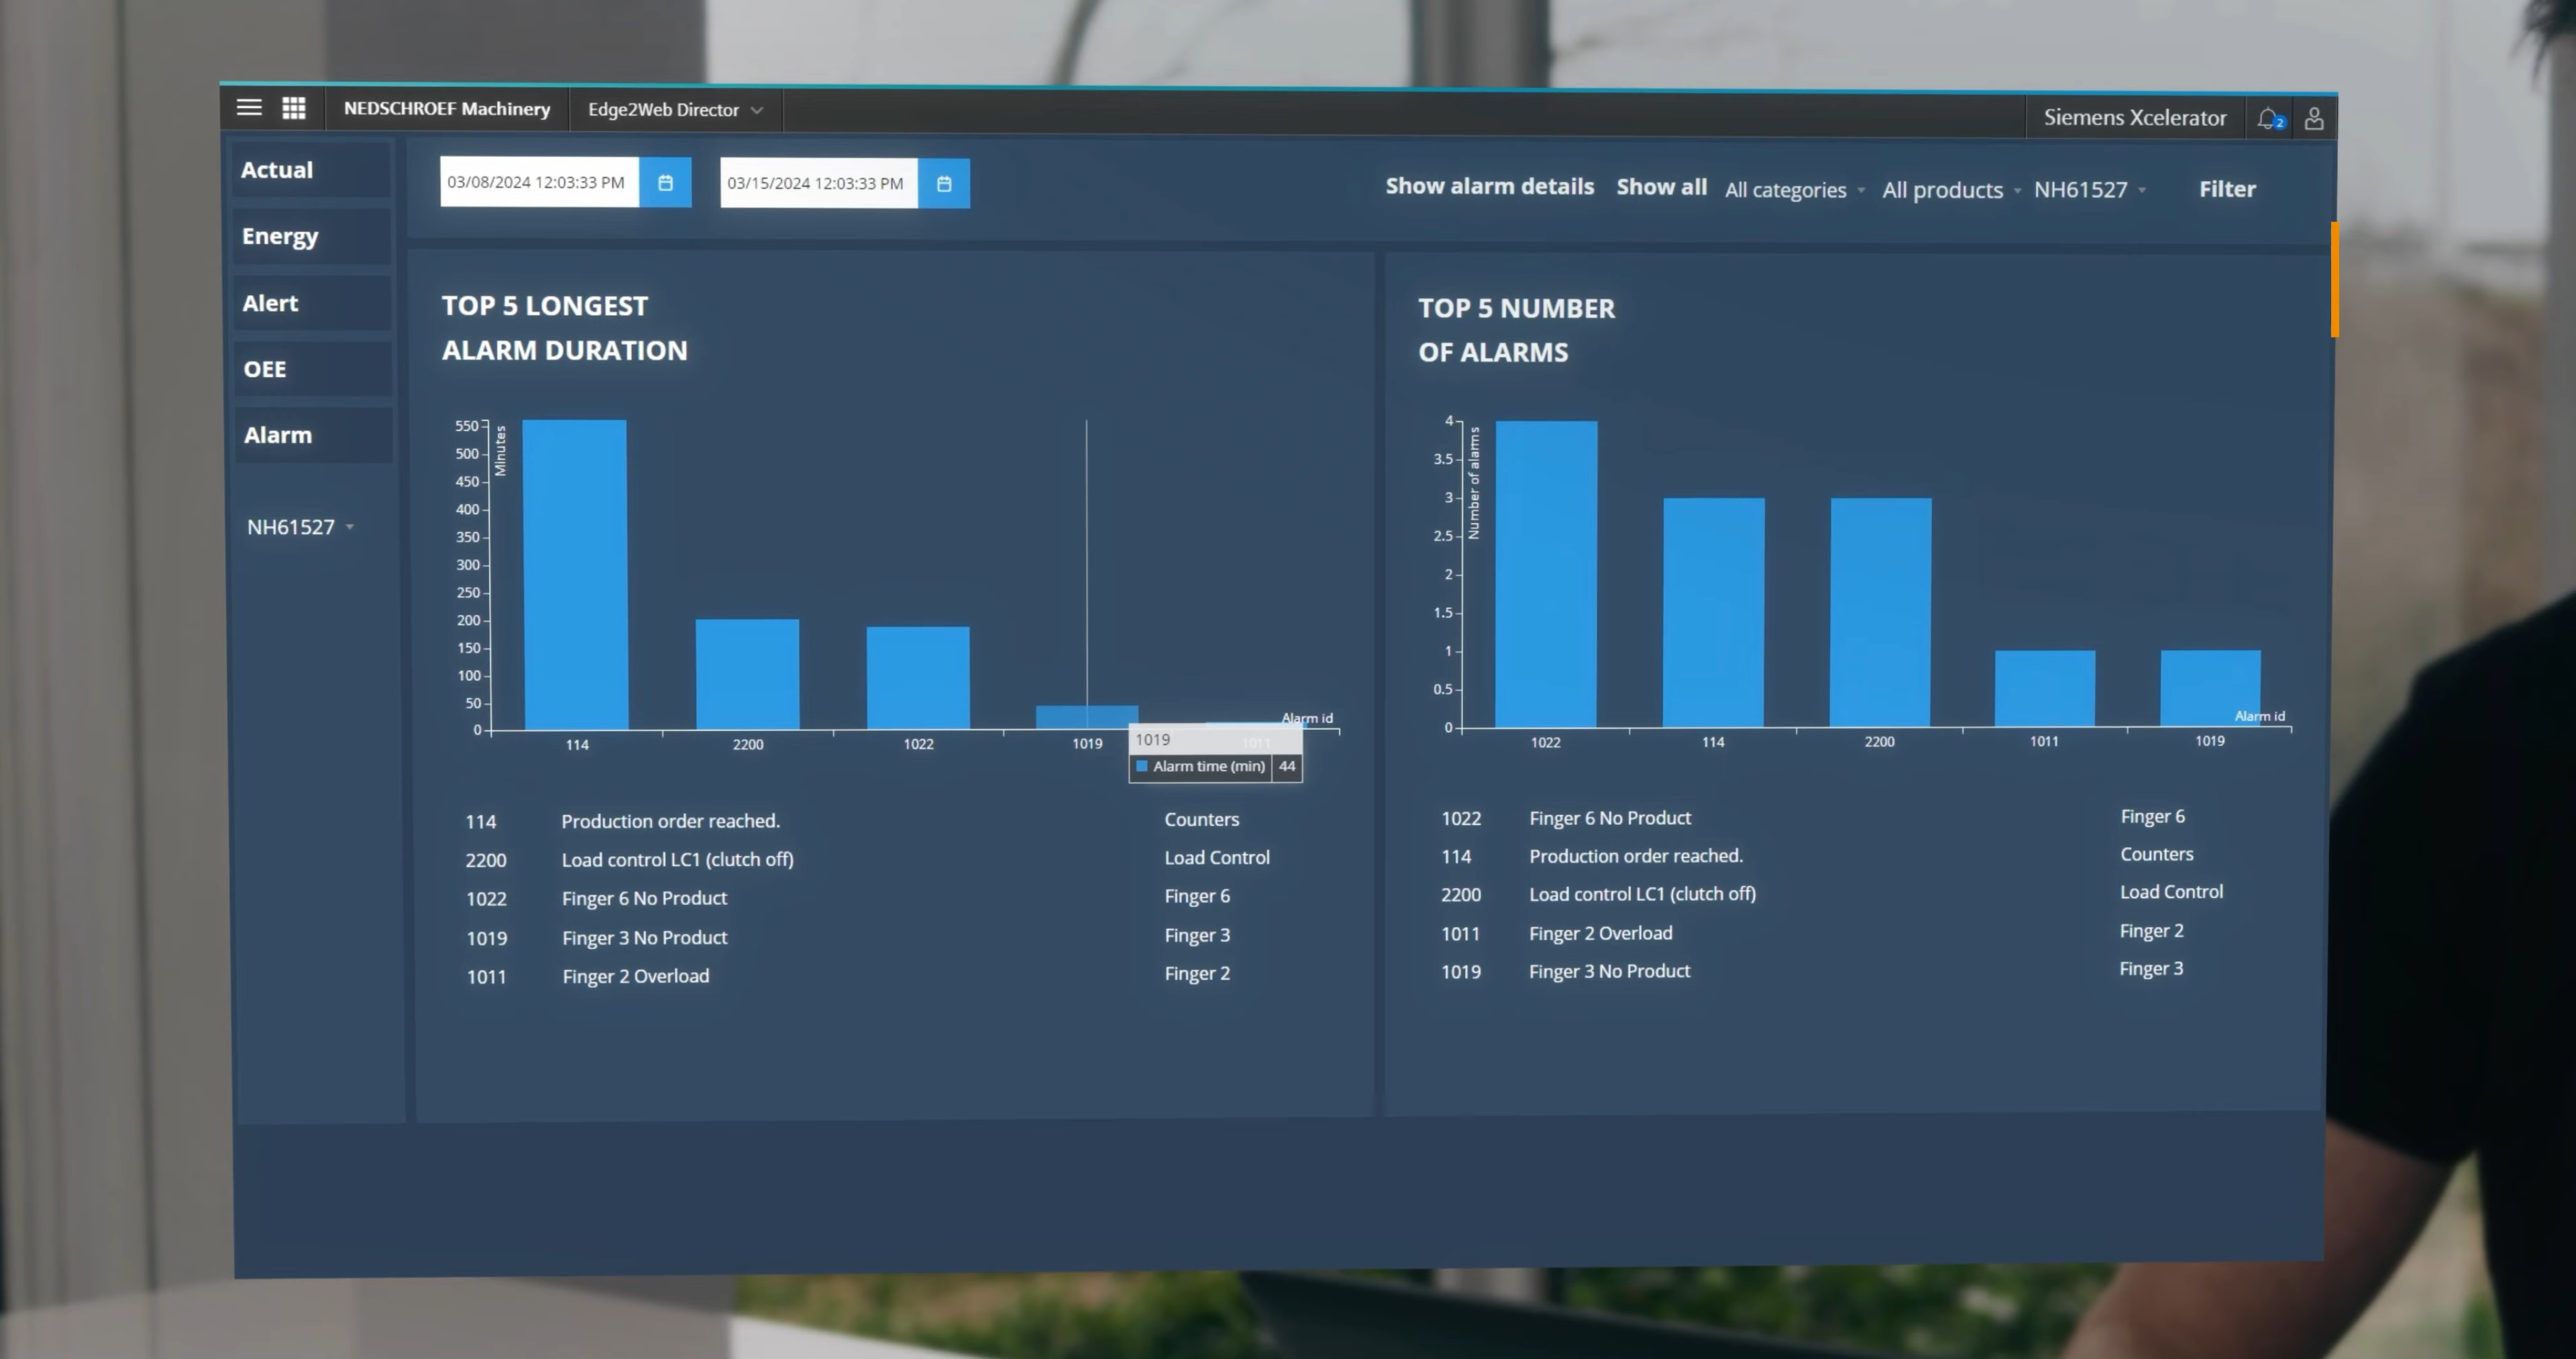 NEDSCHROEF Machinery
Edge2Web Director
Siemens Xcelerator
2
Actual
Energy
Alert
OEE
Alarm
NH61527
03/08/2024 12:03:33 PM
03/15/2024 12:03:33 PM
Show alarm details
Show all
All categories
All products
NH61527
Filter
TOP 5 LONGEST
ALARM DURATION
Minutes
550
500
450
400
350
300
250
200
150
100
50
0
114
2200
1022
1019
1011
Alarm id
1019
Alarm time (min) 44
114 Production order reached. Counters
2200 Load control LC1 (clutch off) Load Control
1022 Finger 6 No Product Finger 6
1019 Finger 3 No Product Finger 3
1011 Finger 2 Overload Finger 2
TOP 5 NUMBER
OF ALARMS
Number of alarms
4
3.5
3
2.5
2
1.5
1
0.5
0
1022
114
2200
1011
1019
Alarm id
1022 Finger 6 No Product Finger 6
114 Production order reached. Counters
2200 Load control LC1 (clutch off) Load Control
1011 Finger 2 Overload Finger 2
1019 Finger 3 No Product Finger 3